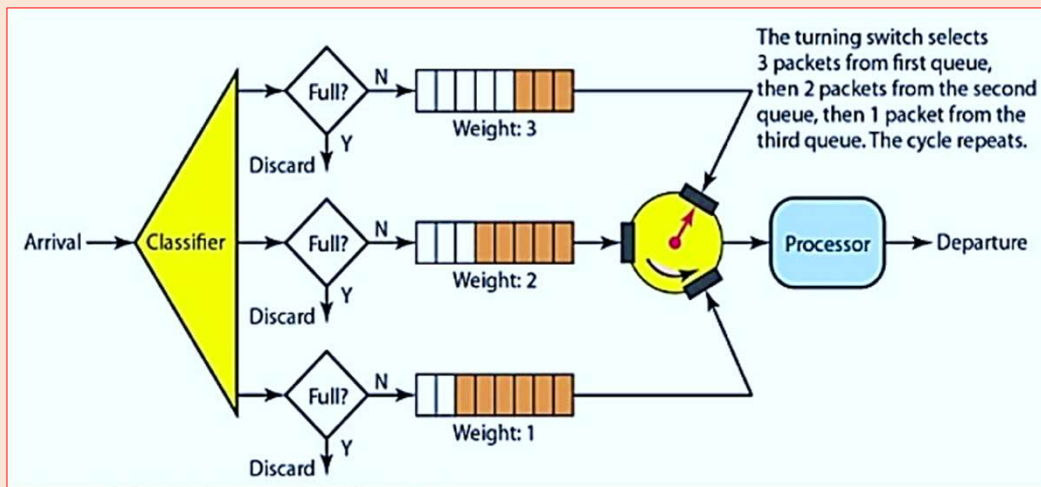 The turning switch selects
3 packets from first queue,
then 2 packets from the second
queue, then 1 packet from the
third queue. The cycle repeats.
Full?
N
Y
Discard
Weight: 3
Arrival
Classifier
Full?
N
Y
Discard
Weight: 2
Processor
Departure
Full?
N
Y
Discard
Weight: 1